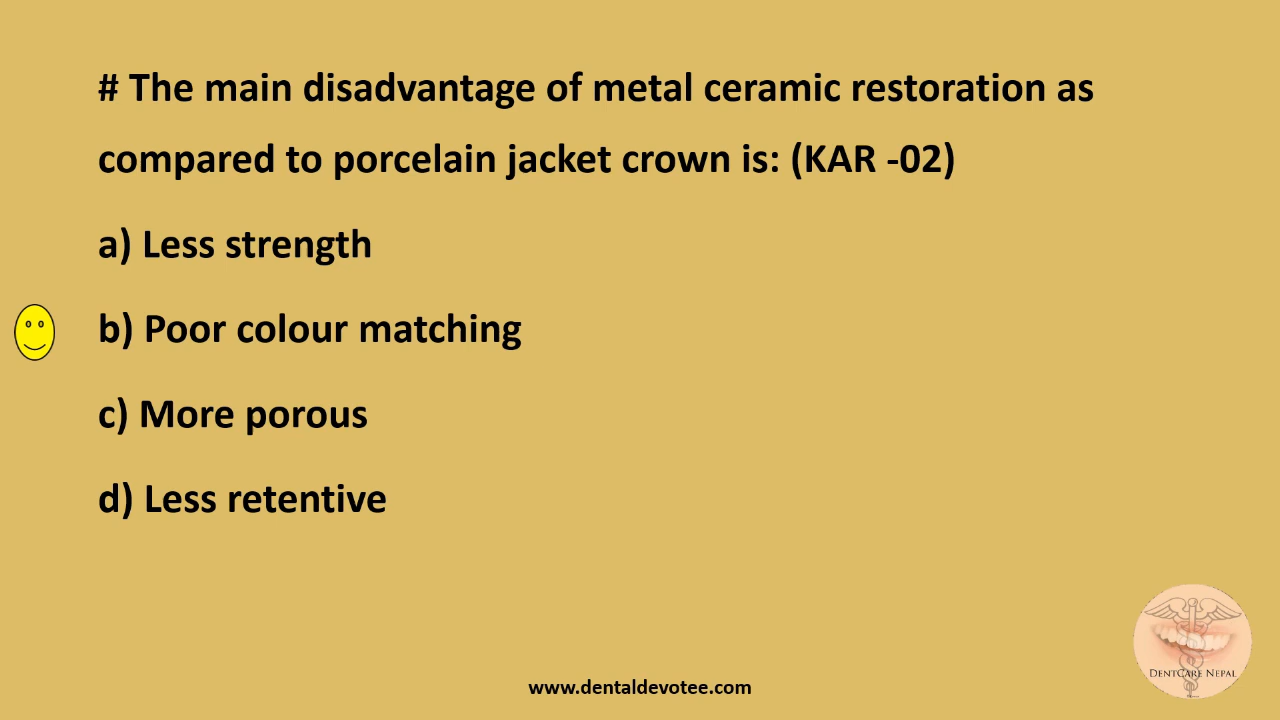 # The main disadvantage of metal ceramic restoration as
compared to porcelain jacket crown is: (KAR -02)
a) Less strength
b) Poor colour matching
c) More porous
d) Less retentive
DENTCARE NEPAL
www.dentaldevotee.com